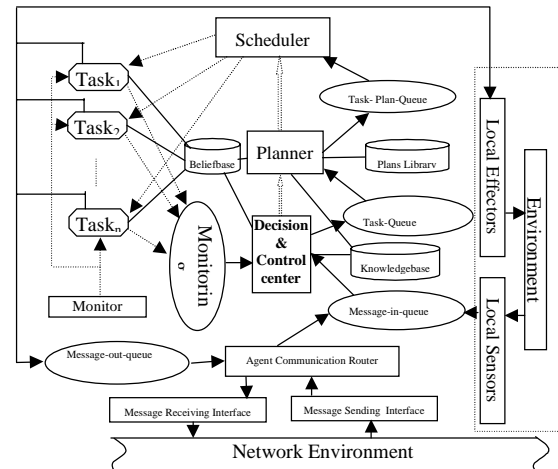 Scheduler
Task₁
Task- Plan-Queue
Task₂
Beliefbase
Planner
Plans Library
Local Effectors
Environment
Taskₙ
Monitorin
g
Decision
&
Control
center
Task-Queue
Knowledgebase
Monitor
Message-in-queue
Local Sensors
Message-out-queue
Agent Communication Router
Message Receiving Interface
Message Sending Interface
Network Environment